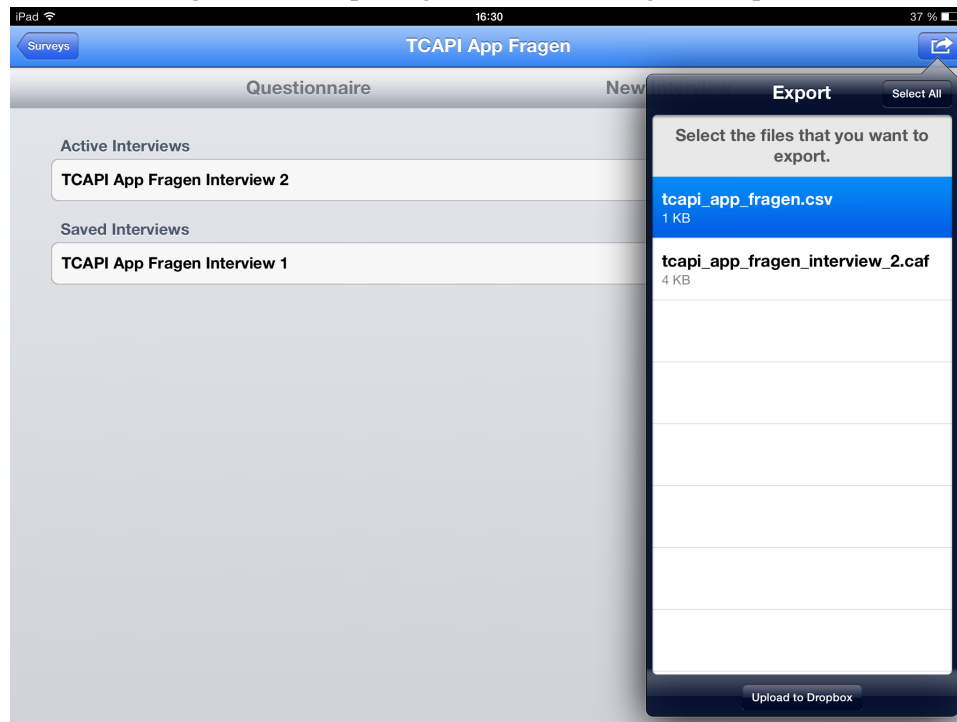 iPad 16:30 37 %
Surveys TCAPI App Fragen
Questionnaire New
Active Interviews
TCAPI App Fragen Interview 2
Saved Interviews
TCAPI App Fragen Interview 1
Export Select All
Select the files that you want to
export.
tcapi_app_fragen.csv
1 KB
tcapi_app_fragen_interview_2.caf
4 KB
Upload to Dropbox